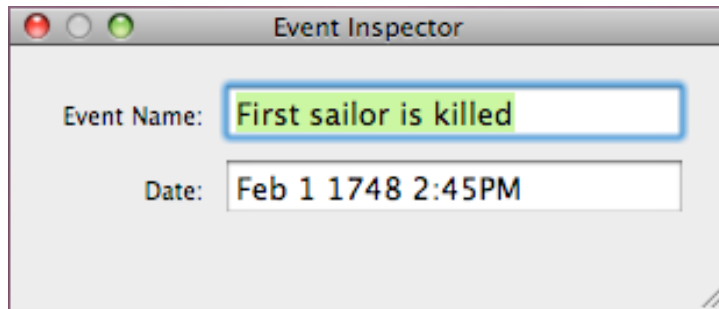 Event Inspector
Event Name: First sailor is killed
Date: Feb 1 1748 2:45PM